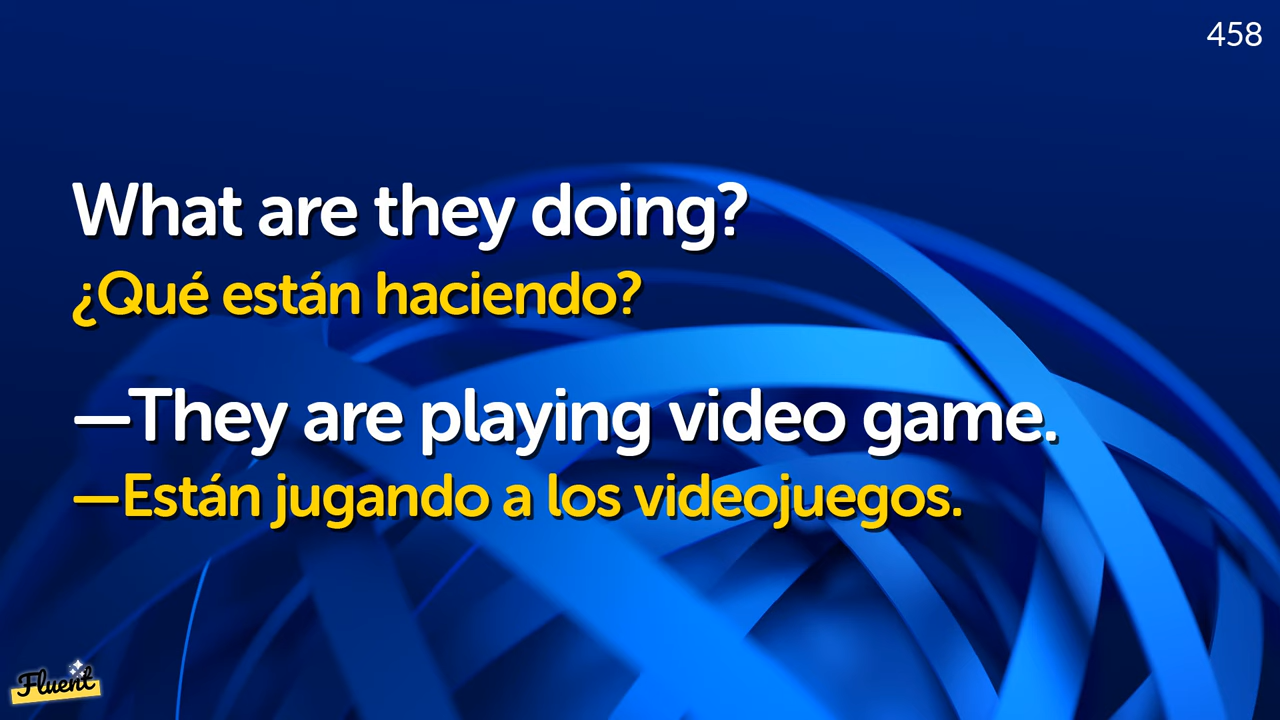 458
What are they doing?
¿Qué están haciendo?
—They are playing video game.
—Están jugando a los videojuegos.
Fluent